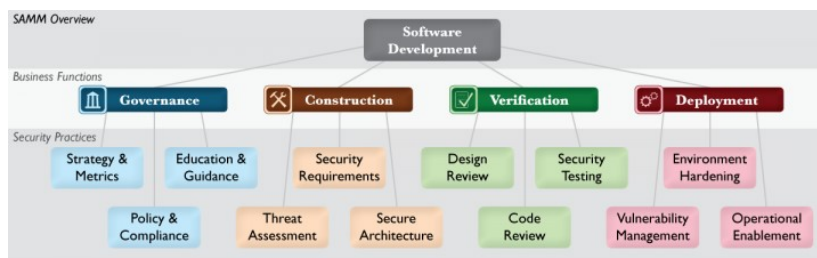 SAMM Overview
Software
Development
Business Functions
Governance
Construction
Verification
Deployment
Security Practices
Strategy &
Metrics
Education &
Guidance
Security
Requirements
Design
Review
Security
Testing
Environment
Hardening
Policy &
Compliance
Threat
Assessment
Secure
Architecture
Code
Review
Vulnerability
Management
Operational
Enablement